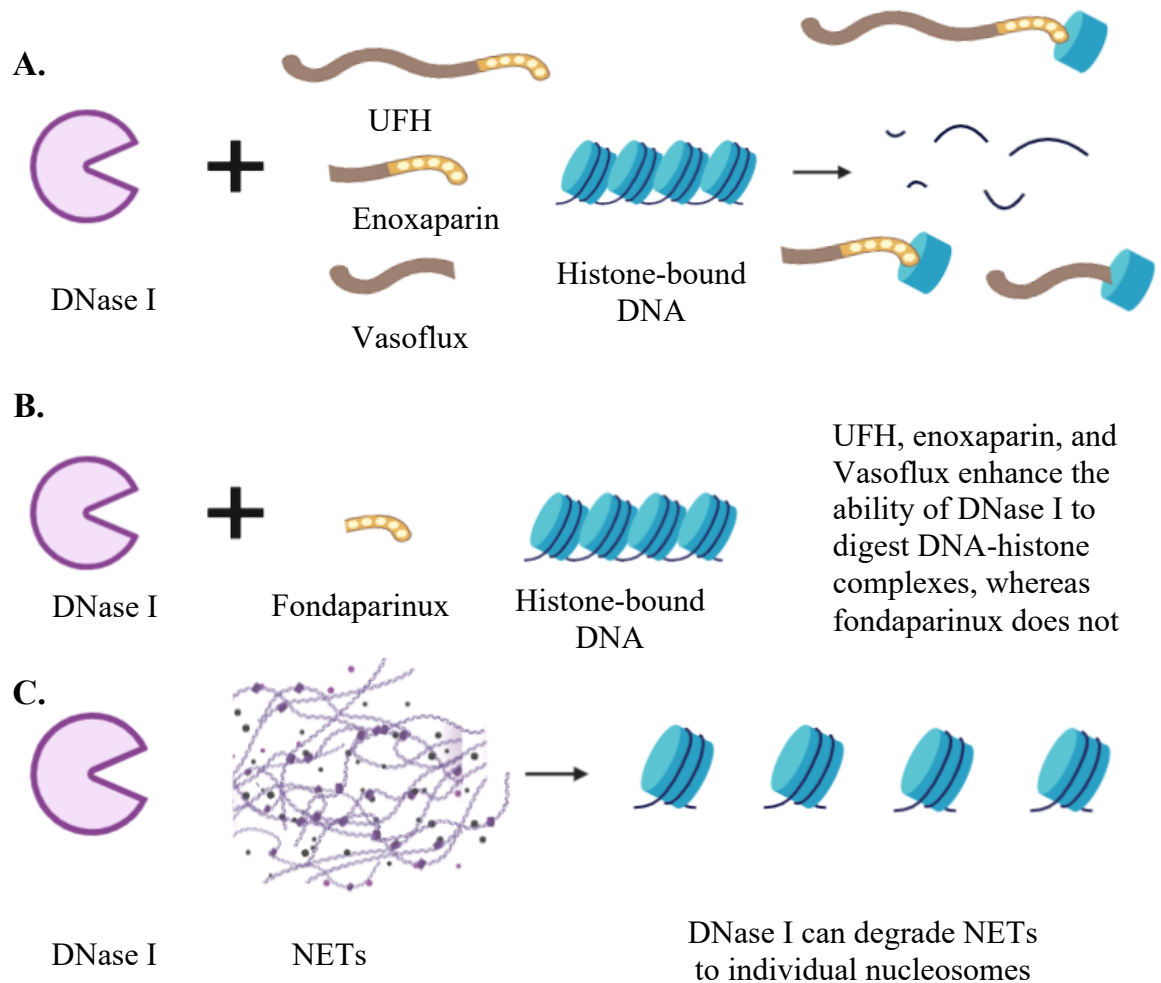 A.
UFH
Enoxaparin
Vasoflux
DNase I
Histone-bound
DNA
B.
DNase I
Fondaparinux
Histone-bound
DNA
UFH, enoxaparin, and
Vasoflux enhance the
ability of DNase I to
digest DNA-histone
complexes, whereas
fondaparinux does not
C.
DNase I
NETs
DNase I can degrade NETs
to individual nucleosomes